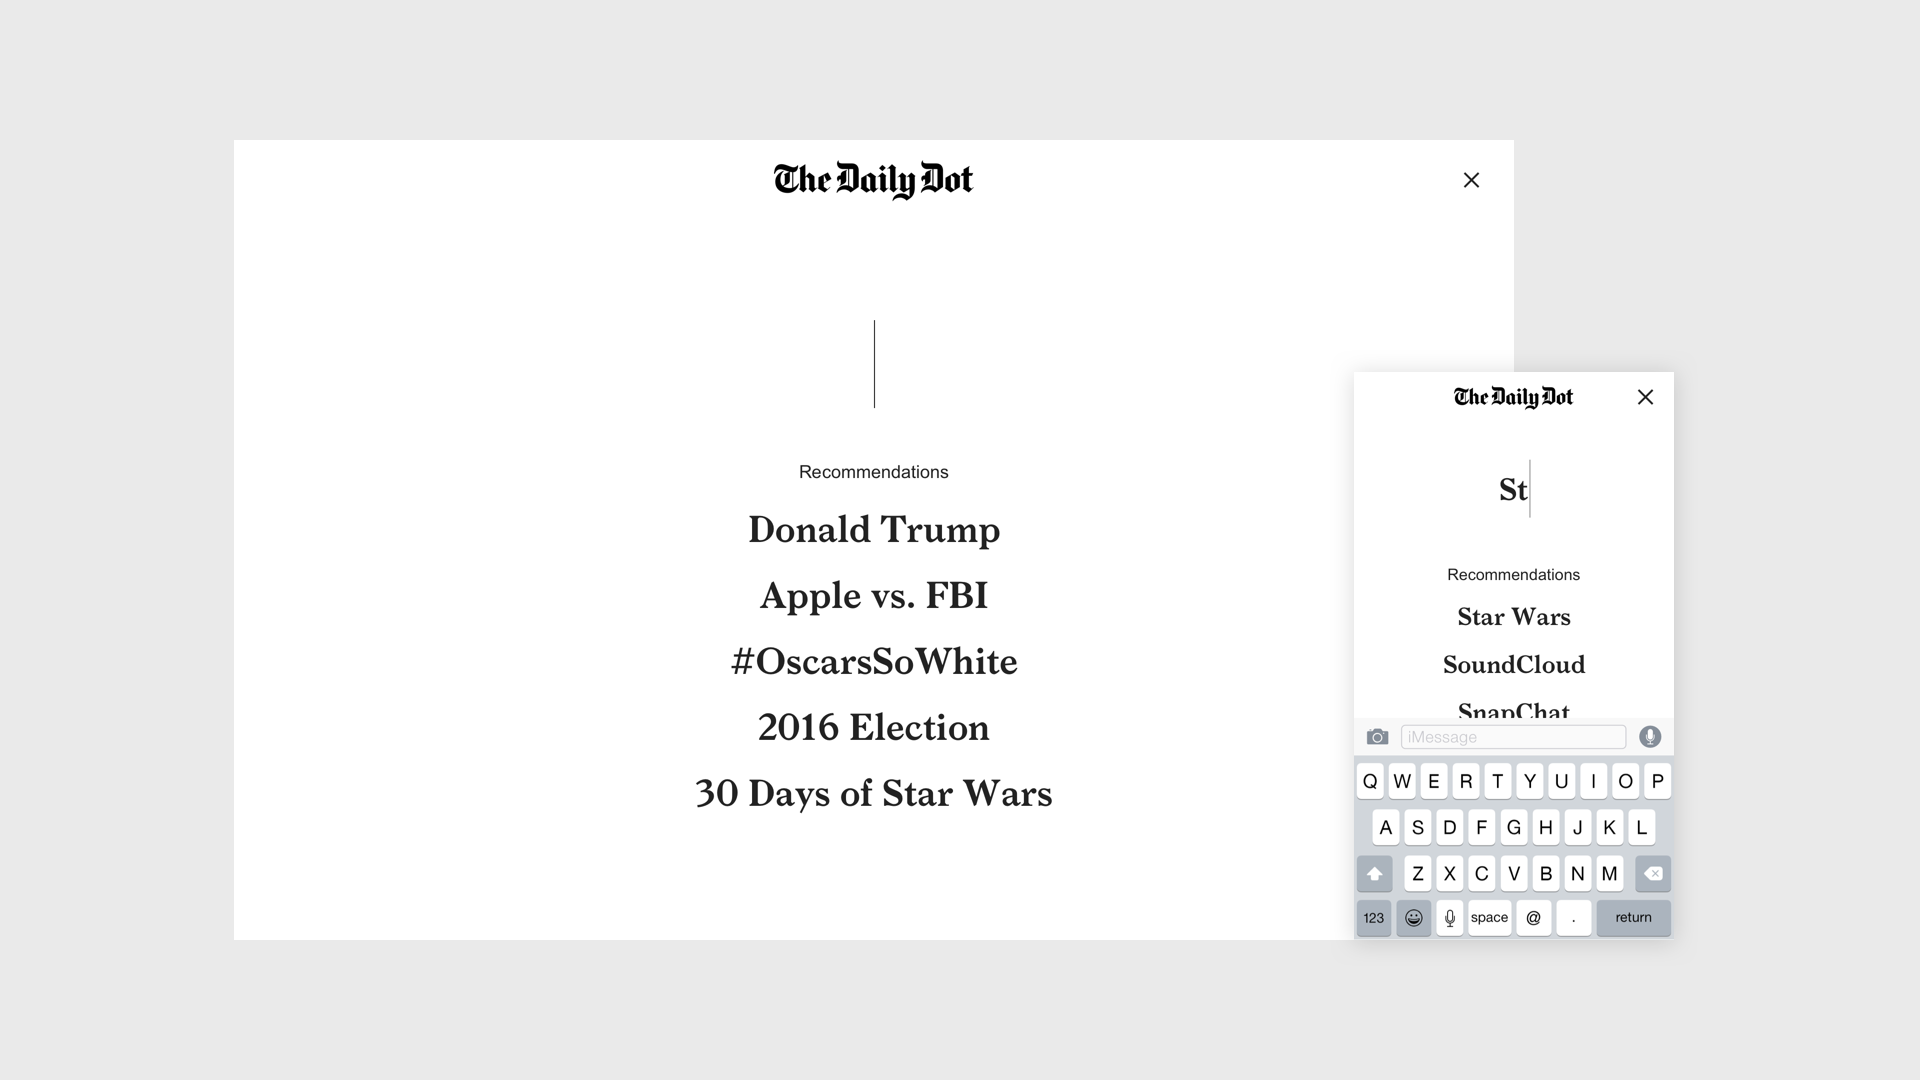 The Daily Dot
Recommendations
Donald Trump
Apple vs. FBI
#OscarsSoWhite
2016 Election
30 Days of Star Wars
The Daily Dot
St
Recommendations
Star Wars
SoundCloud
SnapChat
iMessage
Q W E R T Y U I O P
A S D F G H J K L
Z X C V B N M
123 space @ . return